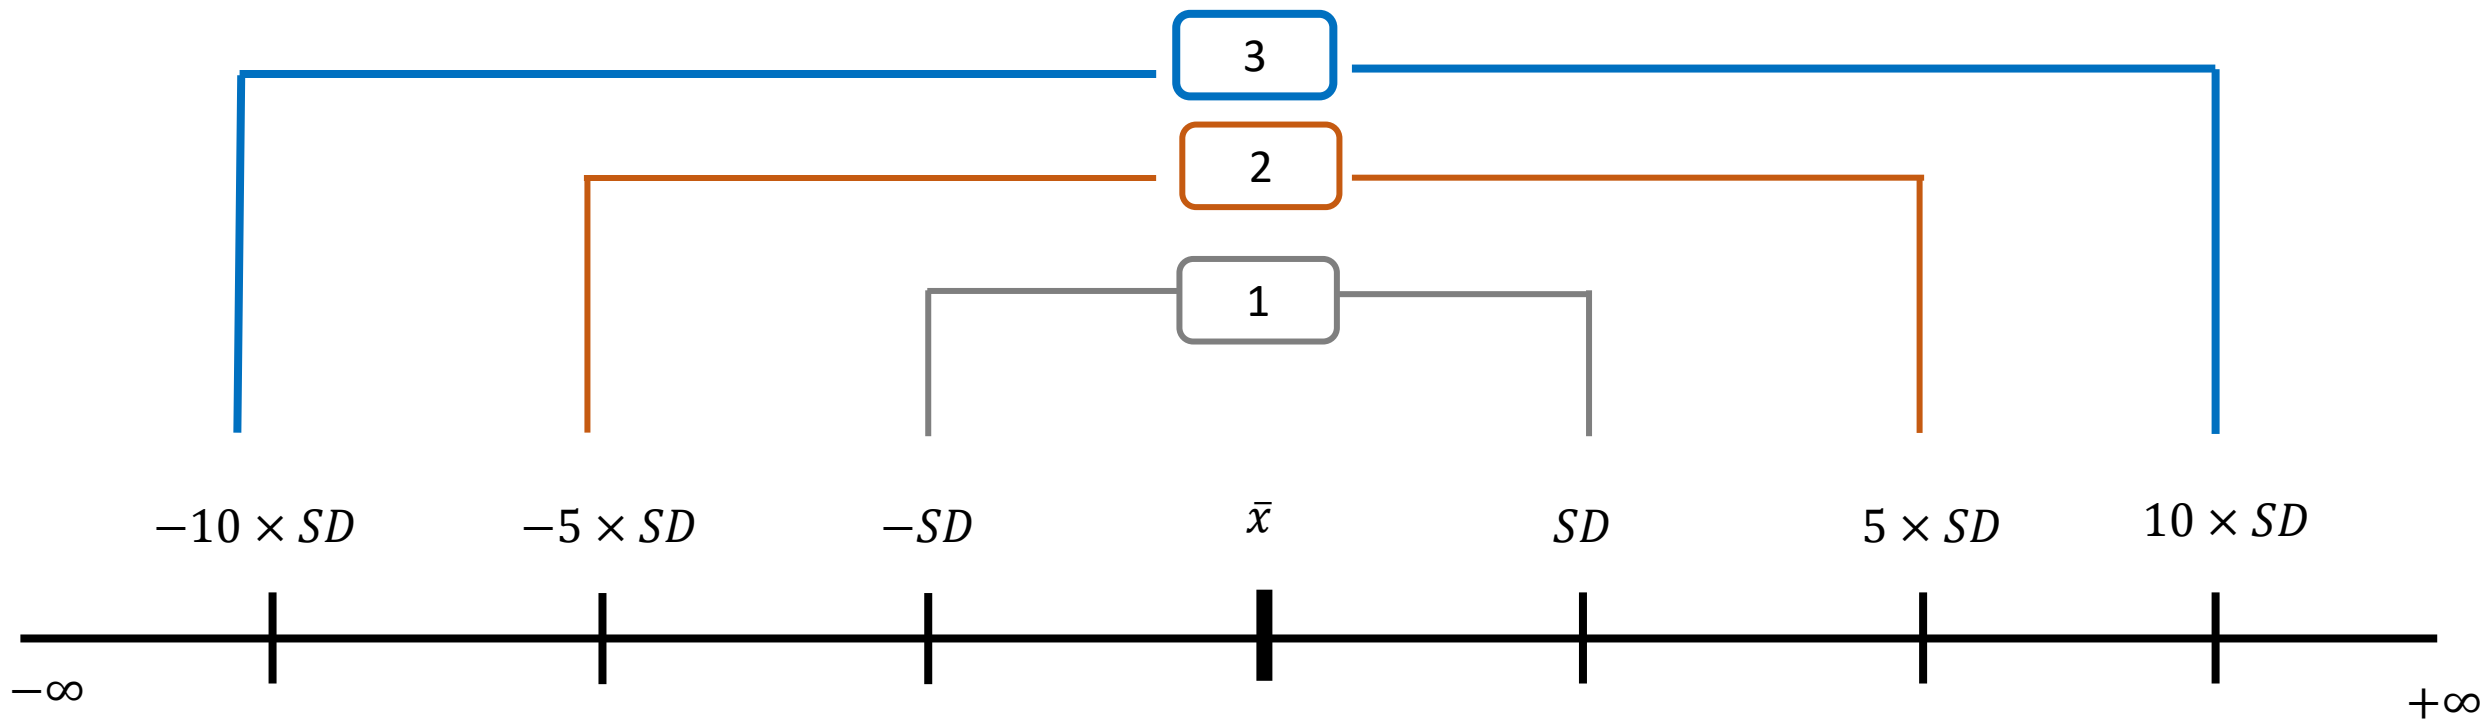 3
2
1
−10 × 𝑆𝐷 −5 × 𝑆𝐷 −𝑆𝐷 x̄ 𝑆𝐷 5 × 𝑆𝐷 10 × 𝑆𝐷
−∞ +∞